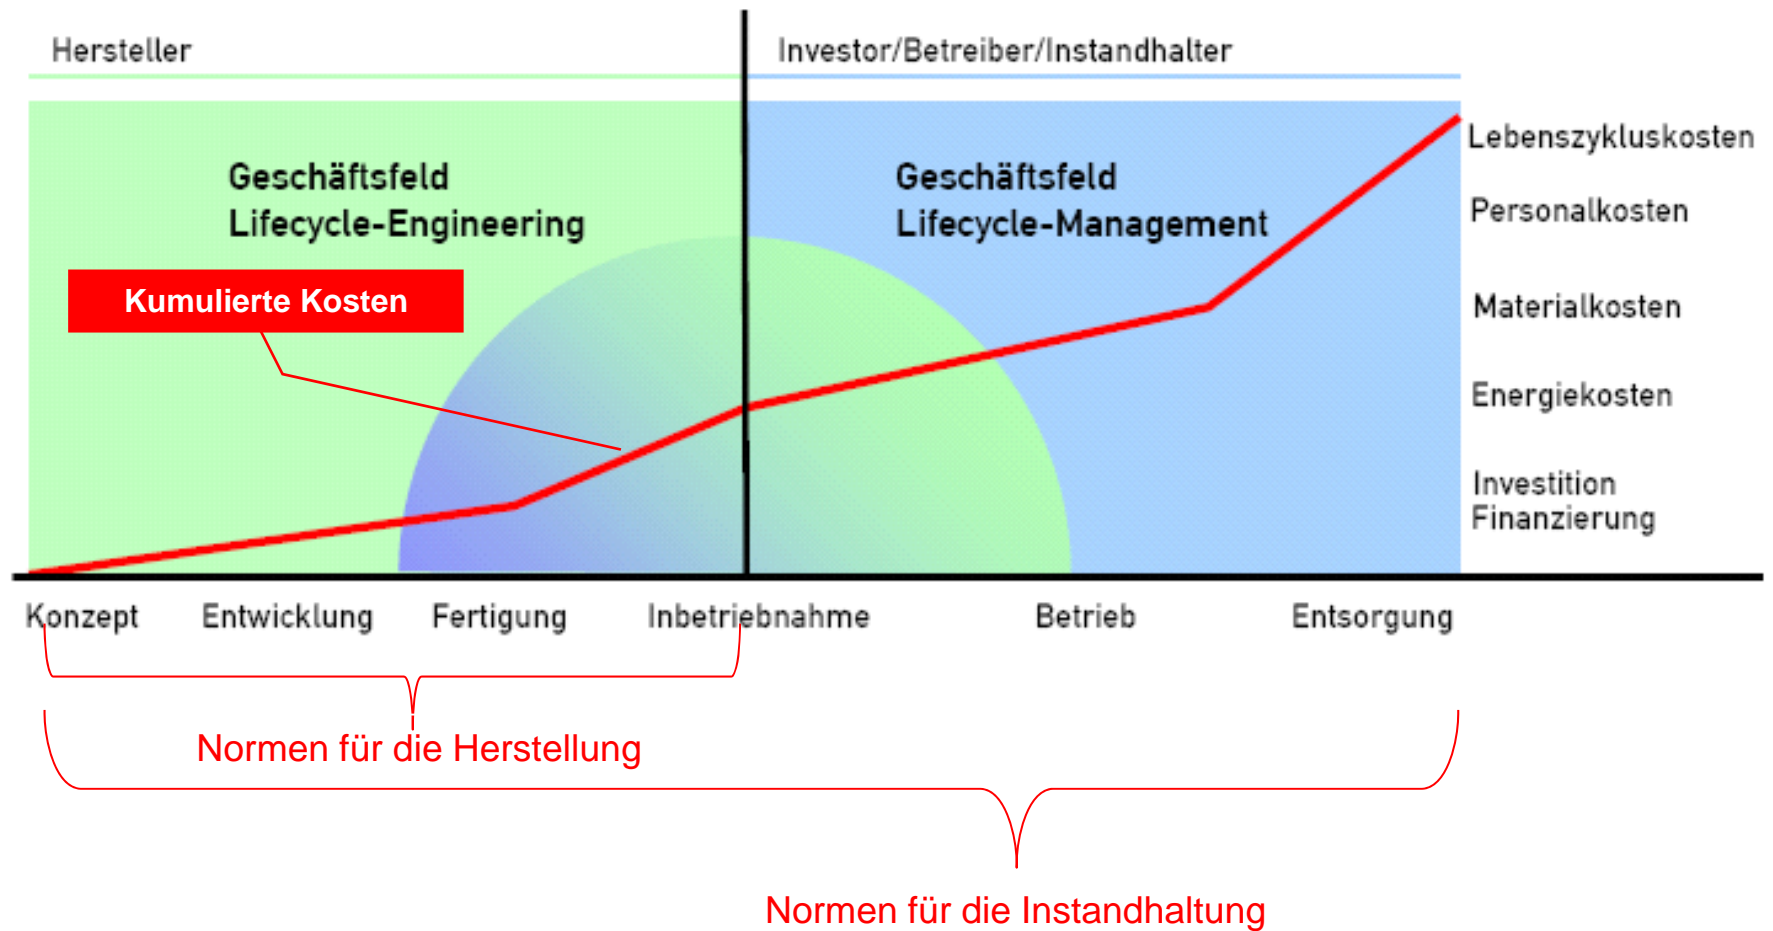 Hersteller
Investor/Betreiber/Instandhalter
Geschäftsfeld
Lifecycle-Engineering
Geschäftsfeld
Lifecycle-Management
Kumulierte Kosten
Lebenszykluskosten
Personalkosten
Materialkosten
Energiekosten
Investition
Finanzierung
Konzept
Entwicklung
Fertigung
Inbetriebnahme
Betrieb
Entsorgung
Normen für die Herstellung
Normen für die Instandhaltung